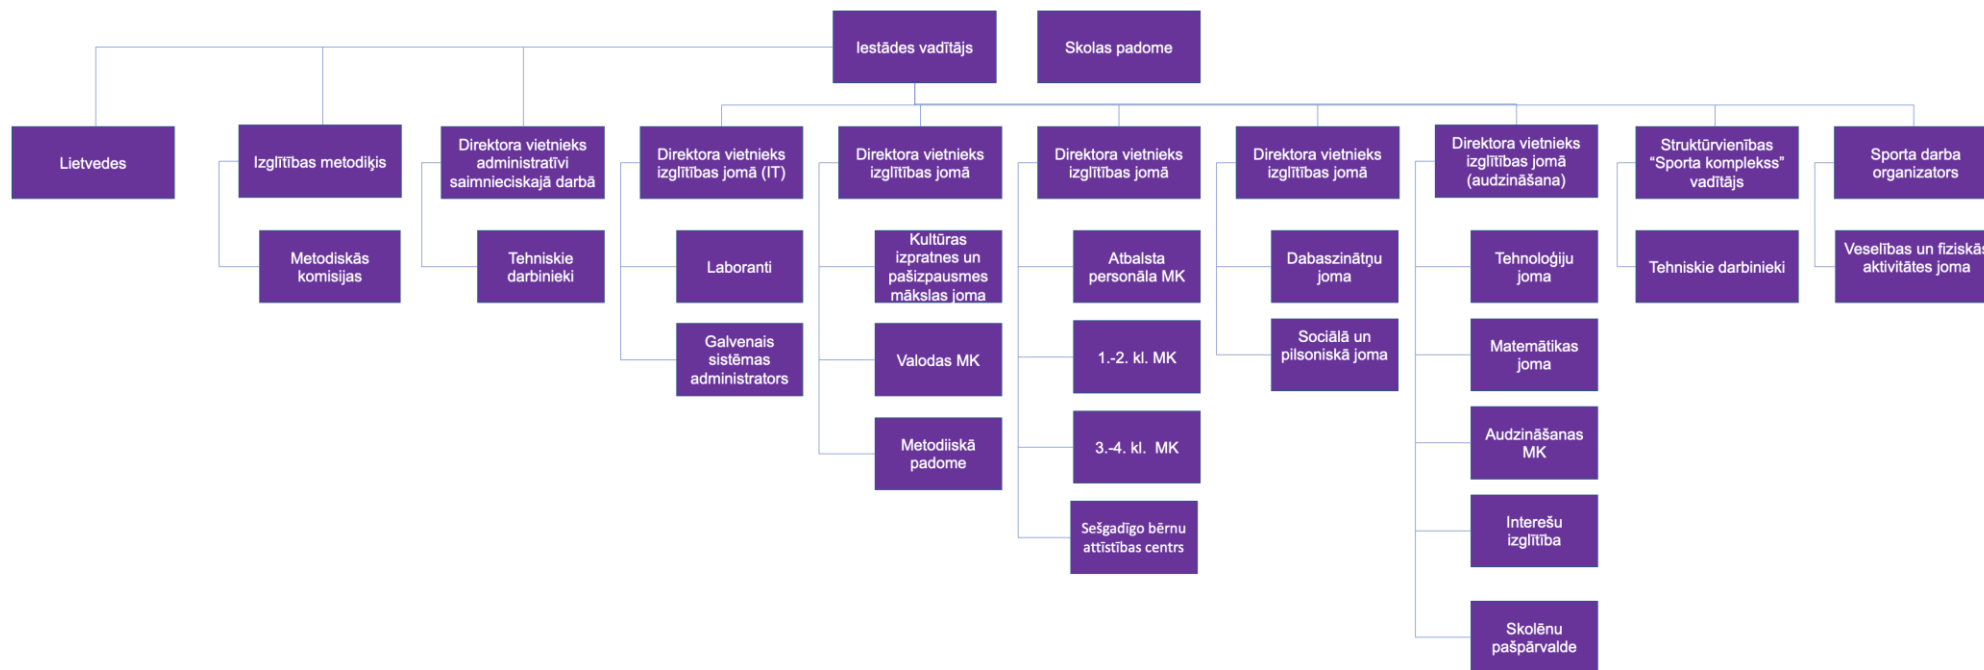 Iestādes vadītājs
Skolas padome
Lietvedes
Izglītības metodiķis
Direktora vietnieks
administratīvi
saimnieciskajā darbā
Direktora vietnieks
izglītības jomā (IT)
Direktora vietnieks
izglītības jomā
Direktora vietnieks
izglītības jomā
Direktora vietnieks
izglītības jomā
Direktora vietnieks
izglītības jomā
(audzināšana)
Struktūrvienības
“Sporta komplekss”
vadītājs
Sporta darba
organizators
Metodiskās
komisijas
Tehniskie
darbinieki
Laboranti
Kultūras
izpratnes un
pašizpausmes
mākslas joma
Atbalsta
personāla MK
Dabaszinātņu
joma
Tehnoloģiju
joma
Tehniskie darbinieki
Veselības un fiziskās
aktivitātes joma
Galvenais
sistēmas
administrators
Valodas MK
1.-2. kl. MK
Sociālā un
pilsoniskā joma
Matemātikas
joma
Metodiiskā
padome
3.-4. kl. MK
Audzināšanas
MK
Sešgadīgo bērnu
attīstības centrs
Interešu
izglītība
Skolēnu
pašpārvalde